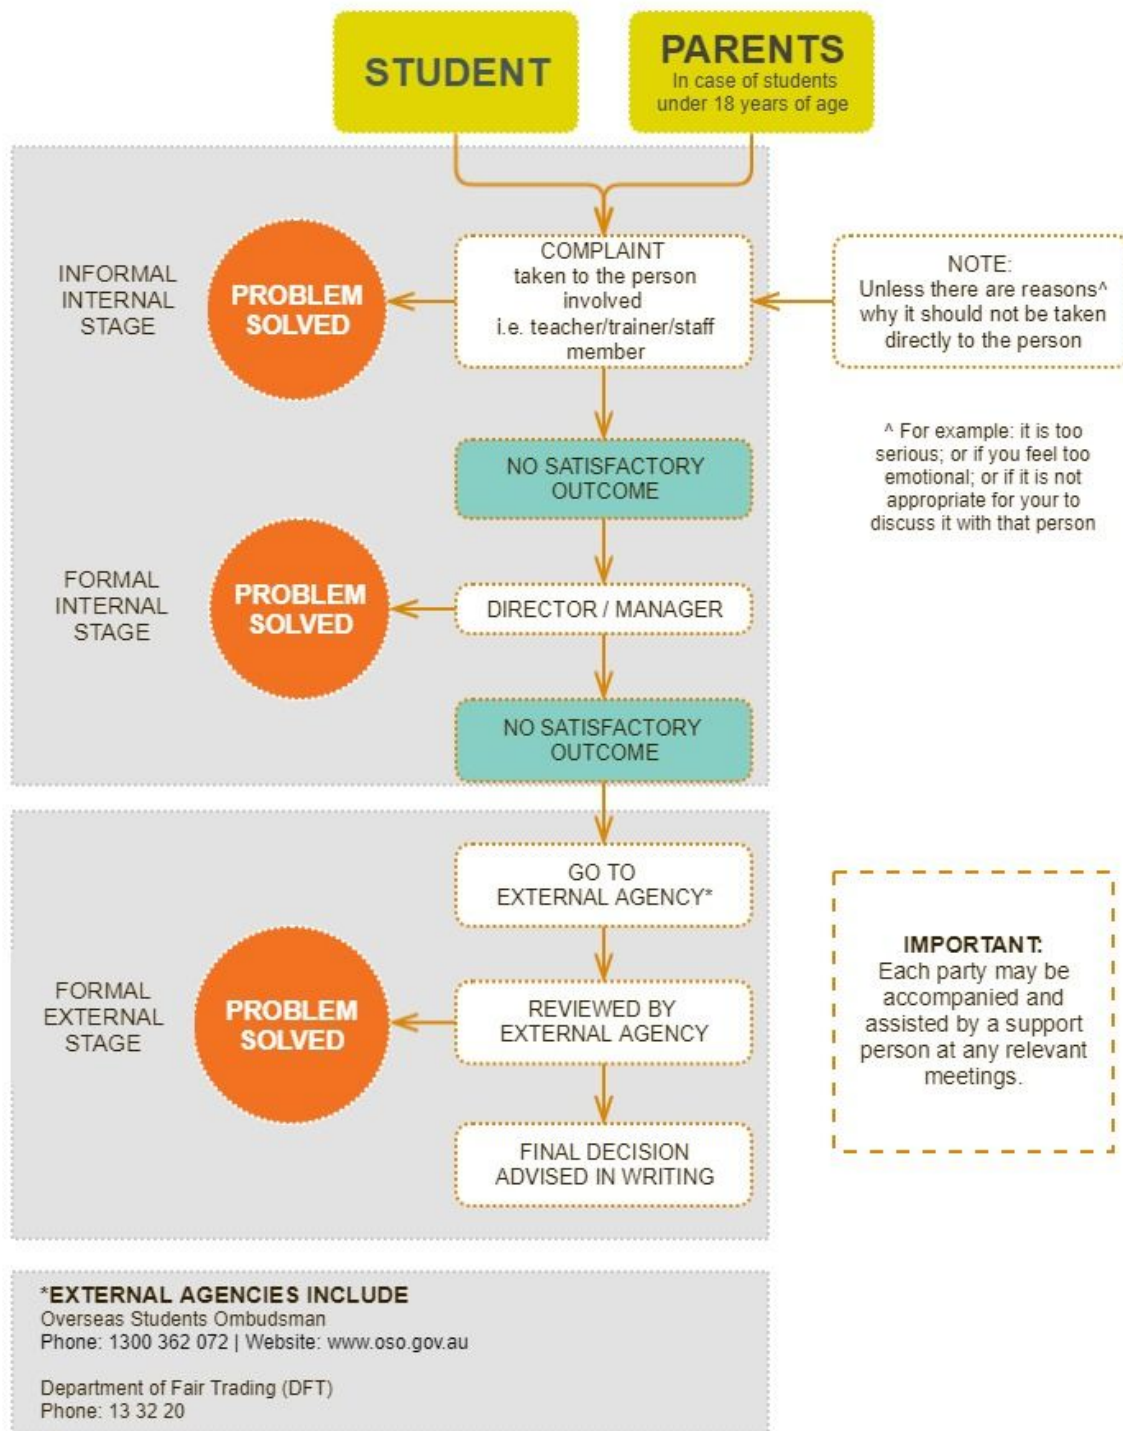 STUDENT
PARENTS
In case of students
under 18 years of age
INFORMAL
INTERNAL
STAGE
PROBLEM
SOLVED
COMPLAINT
taken to the person
involved
i.e. teacher/trainer/staff
member
NOTE:
Unless there are reasons^
why it should not be taken
directly to the person
^ For example: it is too
serious; or if you feel too
emotional; or if it is not
appropriate for your to
discuss it with that person
NO SATISFACTORY
OUTCOME
FORMAL
INTERNAL
STAGE
PROBLEM
SOLVED
DIRECTOR / MANAGER
NO SATISFACTORY
OUTCOME
GO TO
EXTERNAL AGENCY*
FORMAL
EXTERNAL
STAGE
PROBLEM
SOLVED
REVIEWED BY
EXTERNAL AGENCY
IMPORTANT:
Each party may be
accompanied and
assisted by a support
person at any relevant
meetings.
FINAL DECISION
ADVISED IN WRITING
*EXTERNAL AGENCIES INCLUDE
Overseas Students Ombudsman
Phone: 1300 362 072 | Website: www.oso.gov.au
Department of Fair Trading (DFT)
Phone: 13 32 20